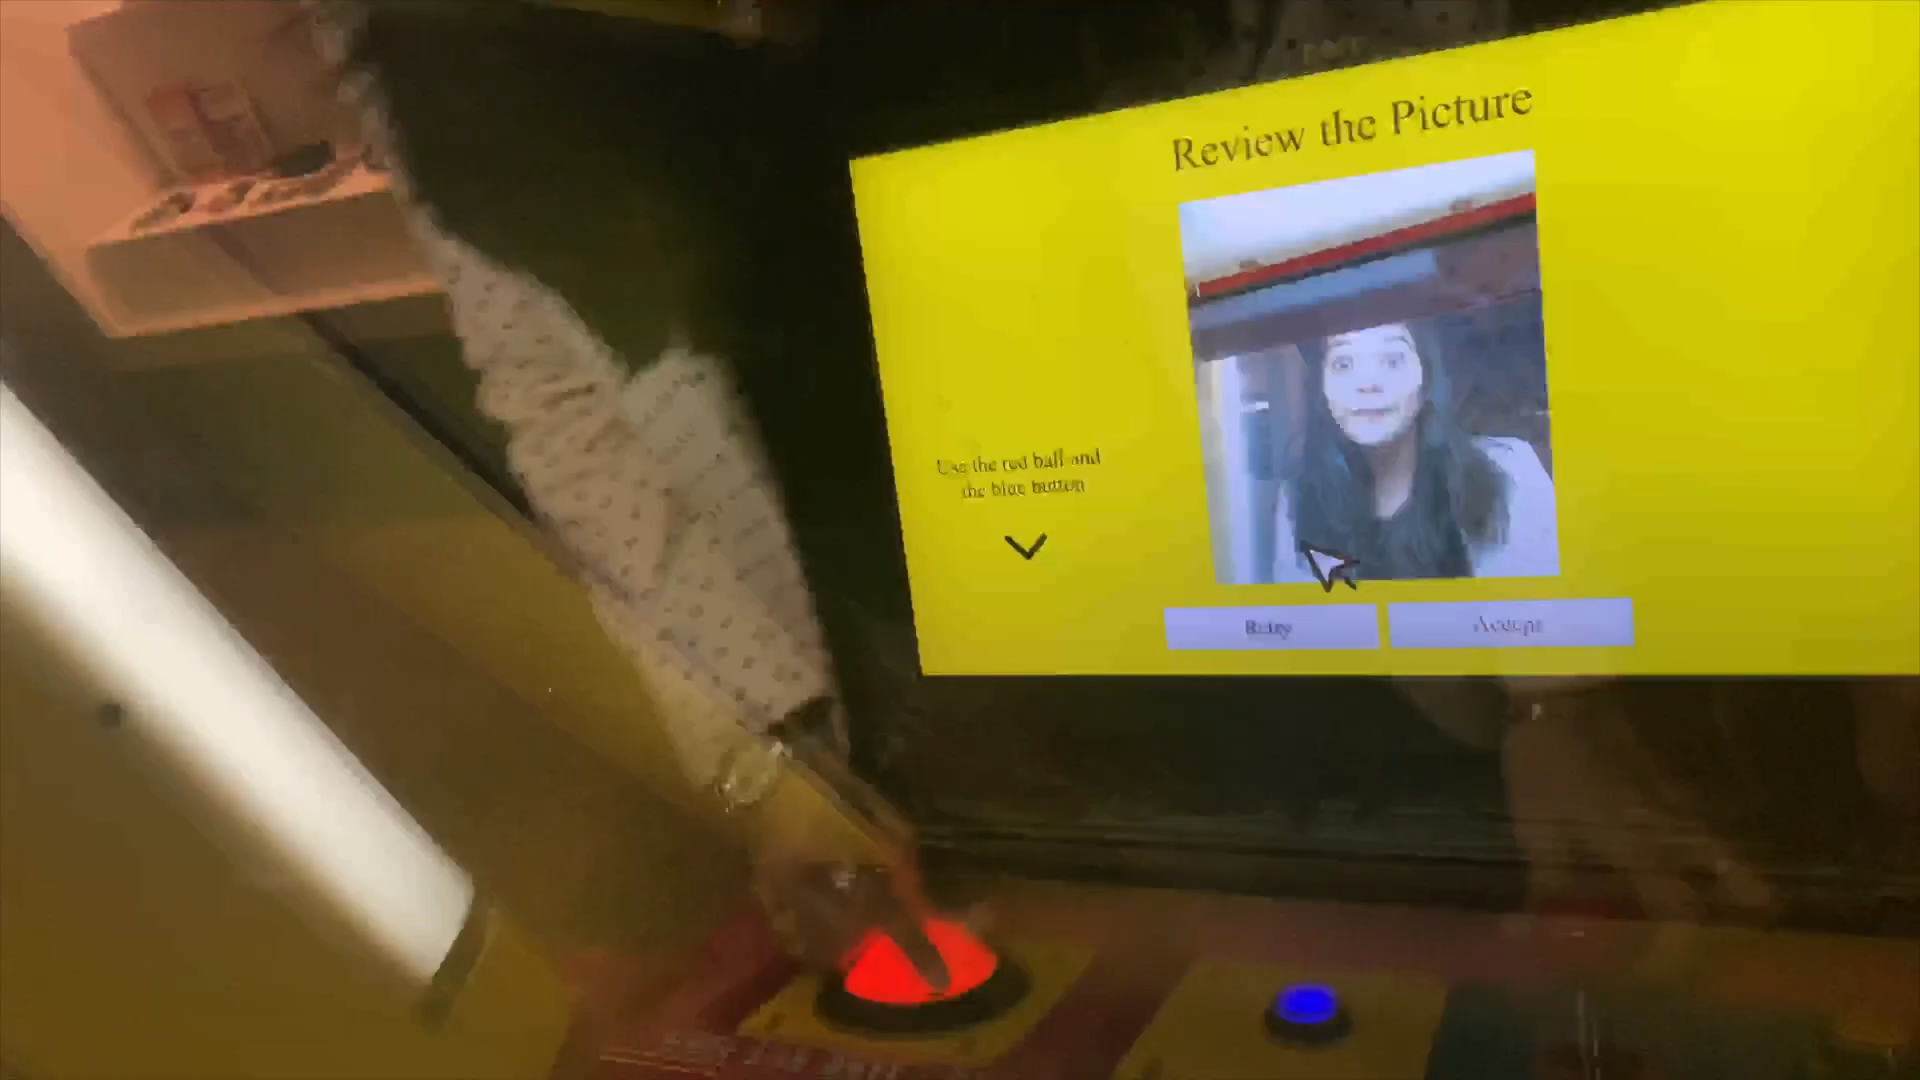 Review the Picture
Use the red ball and
the blue button
Retry
Accept